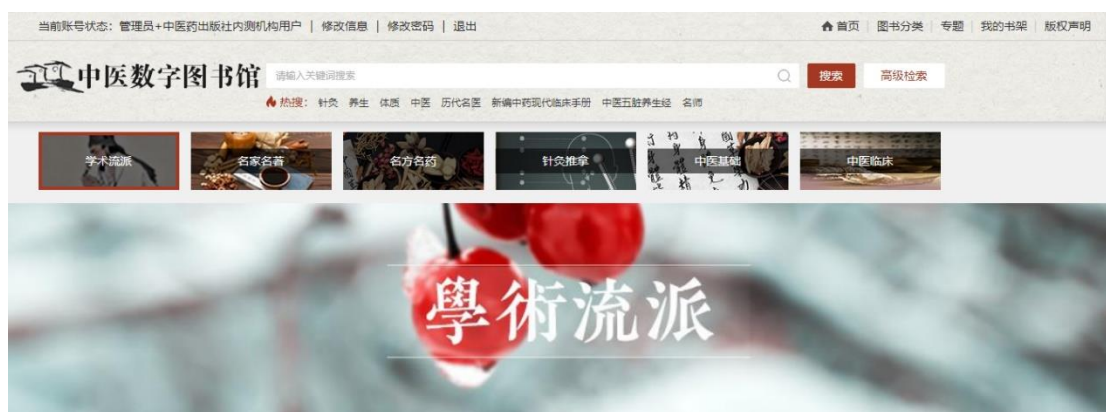 当前账号状态：管理员+中医药出版社内测机构用户 | 修改信息 | 修改密码 | 退出
首页 | 图书分类 | 专题 | 我的书架 | 版权声明
中医数字图书馆
请输入关键词搜索
搜索
高级检索
热搜： 针灸 养生 体质 中医 历代名医 新编中药现代临床手册 中医五脏养生经 名师
学术流派
名家名著
名方名药
针灸推拿
中医基础
中医临床
學術流派